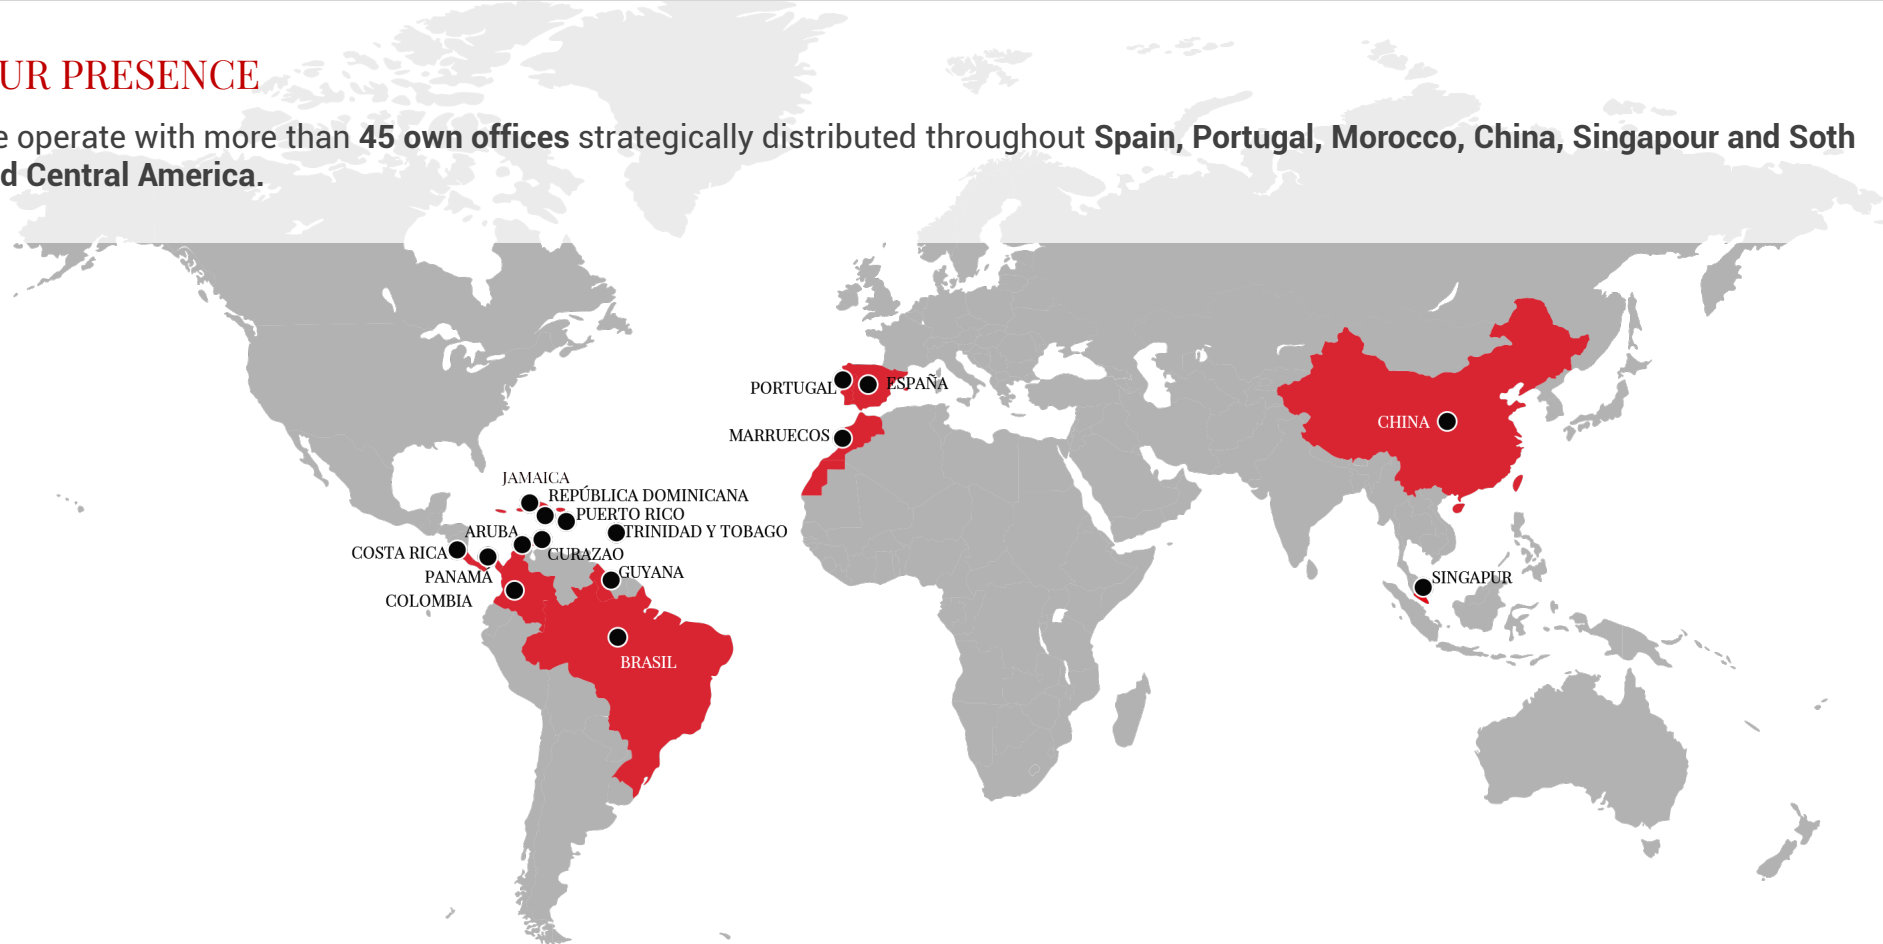 UR PRESENCE
e operate with more than 45 own offices strategically distributed throughout Spain, Portugal, Morocco, China, Singapour and Soth
d Central America.
PORTUGAL
ESPAÑA
CHINA
MARRUECOS
JAMAICA
REPÚBLICA DOMINICANA
PUERTO RICO
ARUBA
TRINIDAD Y TOBAGO
COSTA RICA
CURAZAO
PANAMÁ
GUYANA
SINGAPUR
COLOMBIA
BRASIL